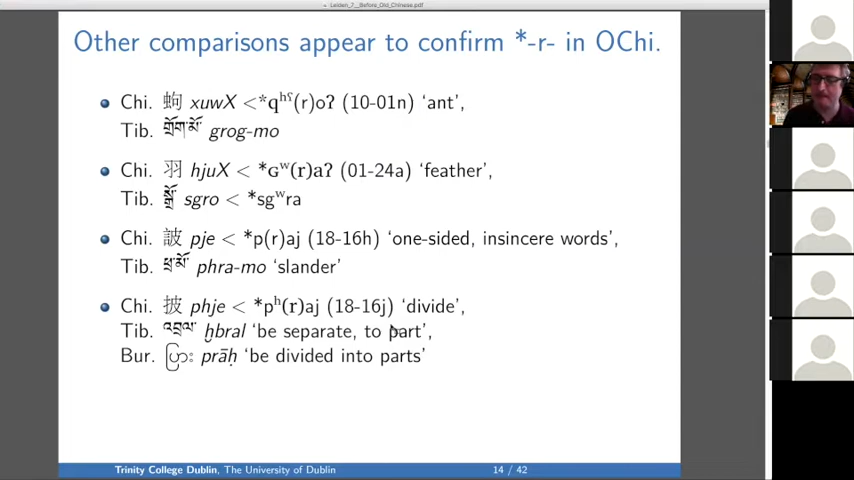 Leiden_7__Before_Old_Chinese.pdf
Other comparisons appear to confirm *-r- in OChi.
Chi. 蚼 xuwX <*qʰˤ(r)oʔ (10-01n) ‘ant’,
Tib. གྲོག་མོ grog-mo
Chi. 羽 hjuX < *ɢʷ(r)aʔ (01-24a) ‘feather’,
Tib. སྒྲོ sgro < *sgʷra
Chi. 詖 pje < *p(r)aj (18-16h) ‘one-sided, insincere words’,
Tib. ཕྲ་མོ phra-mo ‘slander’
Chi. 披 phje < *pʰ(r)aj (18-16j) ‘divide’,
Tib. འབྲལ་ ḫbral ‘be separate, to part’,
Bur. ပြား prāḥ ‘be divided into parts’
Trinity College Dublin, The University of Dublin
14 / 42